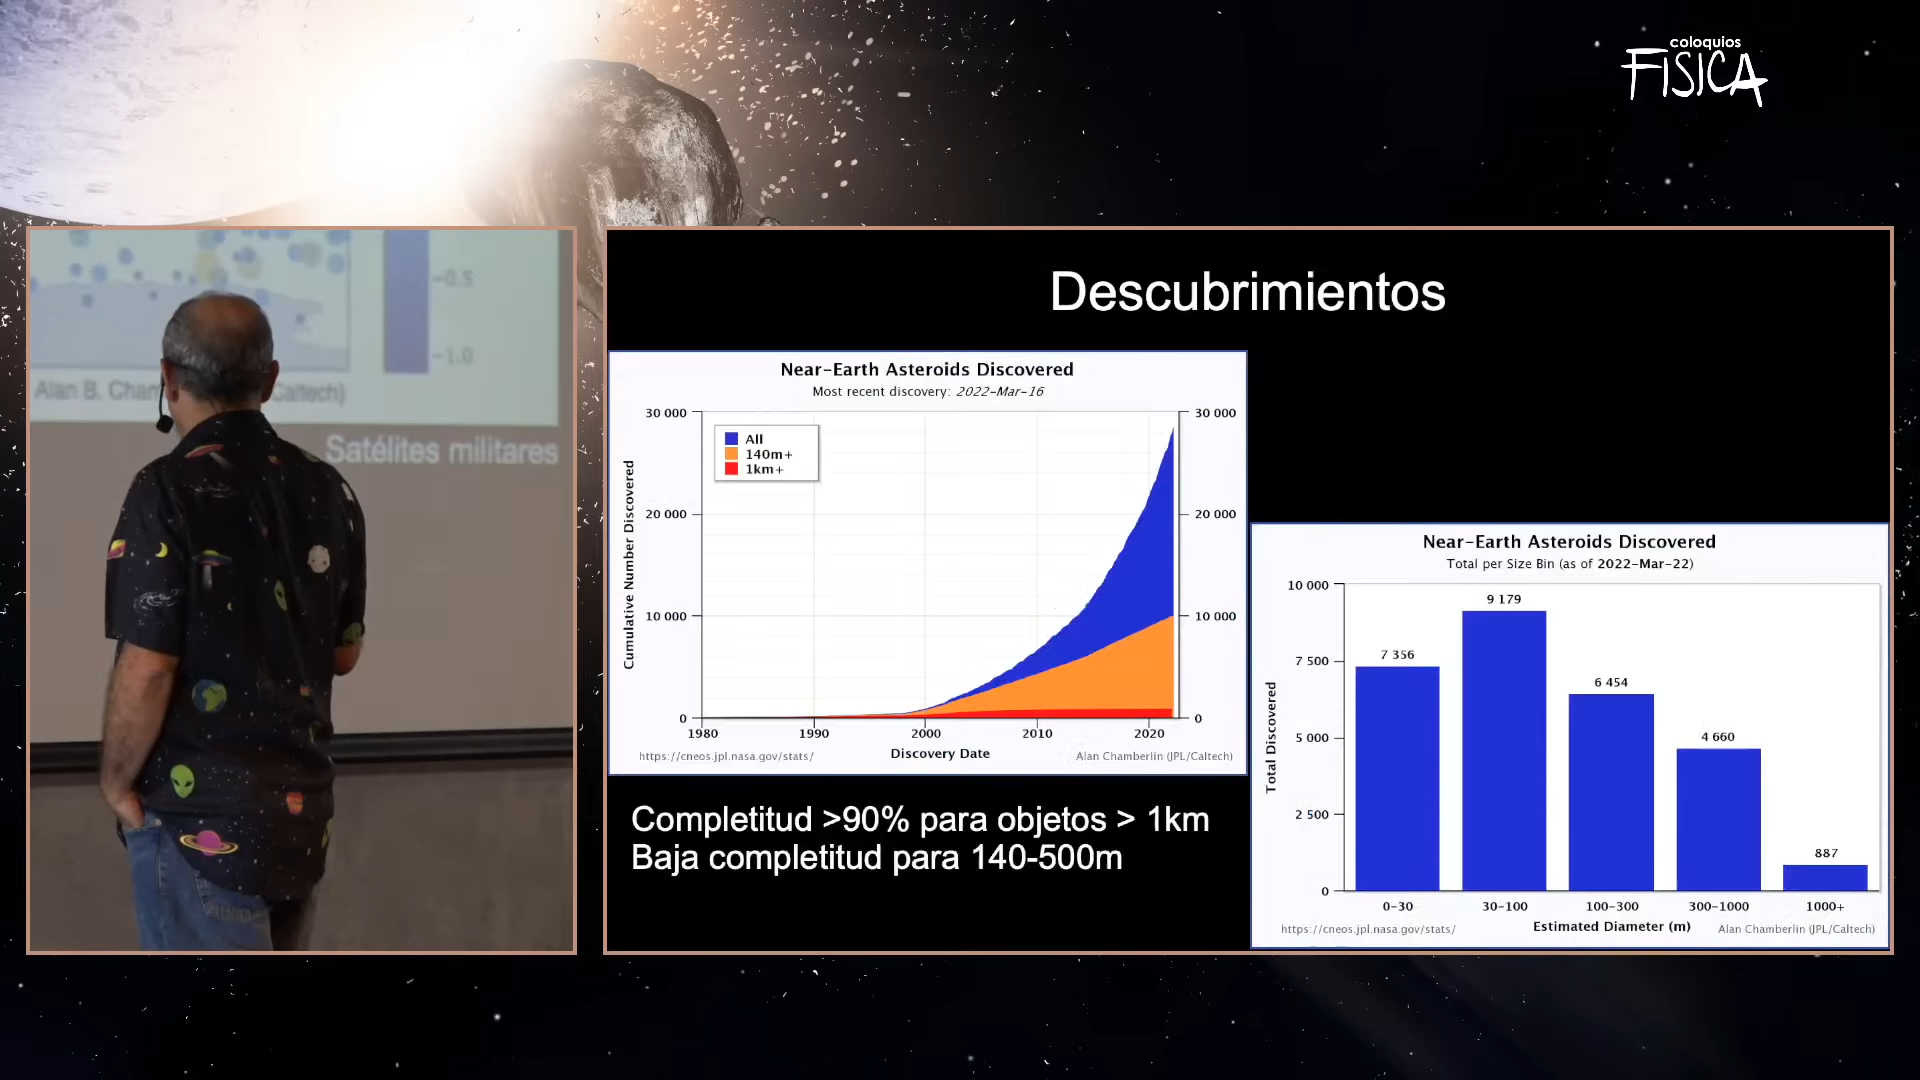 coloquios
FISICA
-0.5
-1.0
Alan B. Cham
Caltech)
Satélites militares
Descubrimientos
Near-Earth Asteroids Discovered
Most recent discovery: 2022-Mar-16
30 000
20 000
10 000
0
30 000
20 000
10 000
0
Cumulative Number Discovered
All
140m+
1km+
1980
1990
2000
2010
2020
https://cneos.jpl.nasa.gov/stats/
Discovery Date
Alan Chamberlin (JPL/Caltech)
Completitud >90% para objetos > 1km
Baja completitud para 140-500m
Near-Earth Asteroids Discovered
Total per Size Bin (as of 2022-Mar-22)
10 000
7 500
5 000
2 500
0
Total Discovered
7 356
9 179
6 454
4 660
887
0-30
30-100
100-300
300-1000
1000+
https://cneos.jpl.nasa.gov/stats/
Estimated Diameter (m)
Alan Chamberlin (JPL/Caltech)